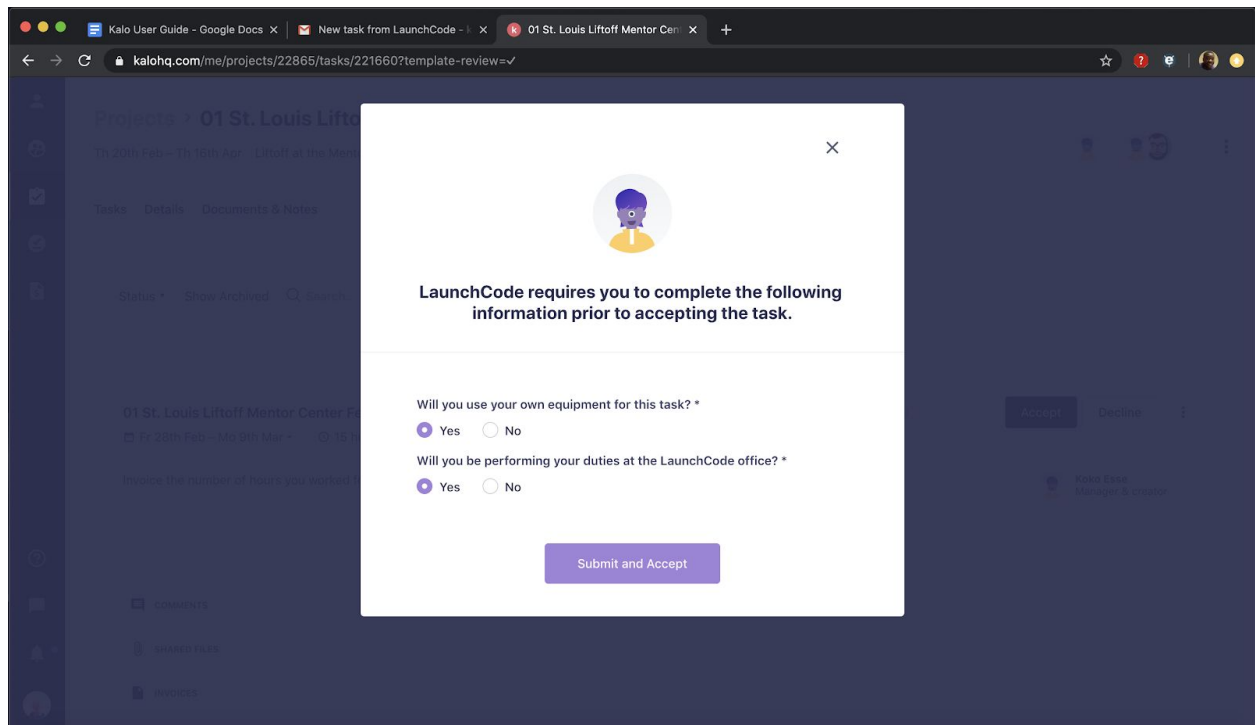 Kalo User Guide - Google Docs
New task from LaunchCode -
01 St. Louis Liftoff Mentor Cen
kalohq.com/me/projects/22865/tasks/221660?template-review=✓
Projects > 01 St. Louis Lifto
Th 20th Feb – Th 16th Apr Liftoff at the Ment
Tasks Details Documents & Notes
Status Show Archived Search...
LaunchCode requires you to complete the following
information prior to accepting the task.
Will you use your own equipment for this task? *
Yes No
Will you be performing your duties at the LaunchCode office? *
Yes No
Submit and Accept
01 St. Louis Liftoff Mentor Center Fe
Accept Decline
Fr 28th Feb – Mo 9th Mar
Invoice the number of hours you worked
Koko Esse
Manager & creator
COMMENTS
SHARED FILES
INVOICES